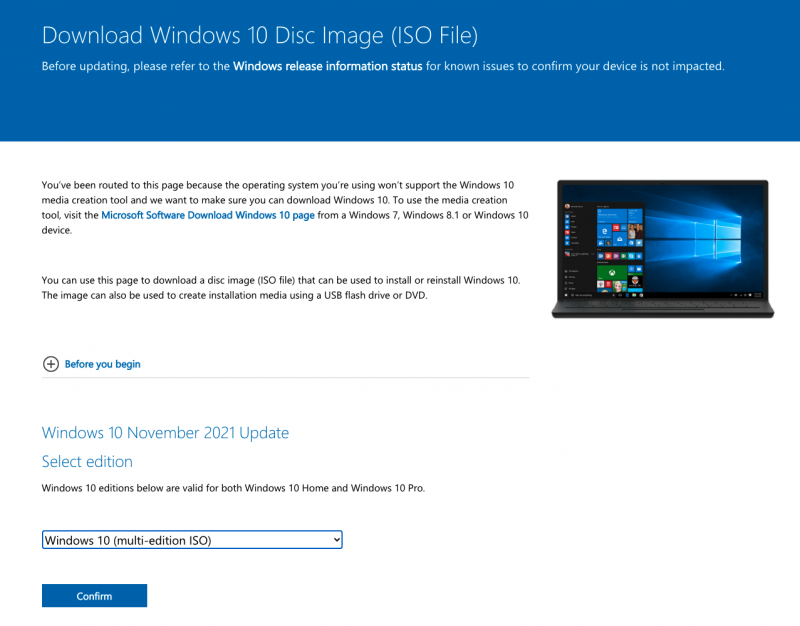 Download Windows 10 Disc Image (ISO File)
Before updating, please refer to the Windows release information status for known issues to confirm your device is not impacted.
You've been routed to this page because the operating system you're using won't support the Windows 10
media creation tool and we want to make sure you can download Windows 10. To use the media creation
tool, visit the Microsoft Software Download Windows 10 page from a Windows 7, Windows 8.1 or Windows 10
device.
You can use this page to download a disc image (ISO file) that can be used to install or reinstall Windows 10.
The image can also be used to create installation media using a USB flash drive or DVD.
Before you begin
Windows 10 November 2021 Update
Select edition
Windows 10 editions below are valid for both Windows 10 Home and Windows 10 Pro.
Windows 10 (multi-edition ISO)
Confirm